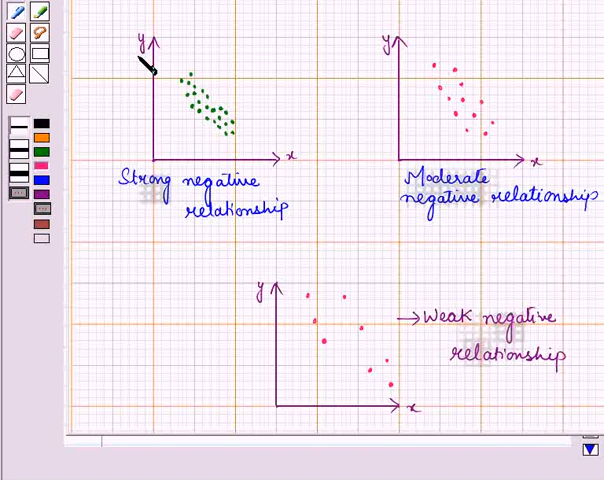 y
x
Strong negative
relationship
y
x
Moderate
negative relationship
y
x
Weak negative
relationship